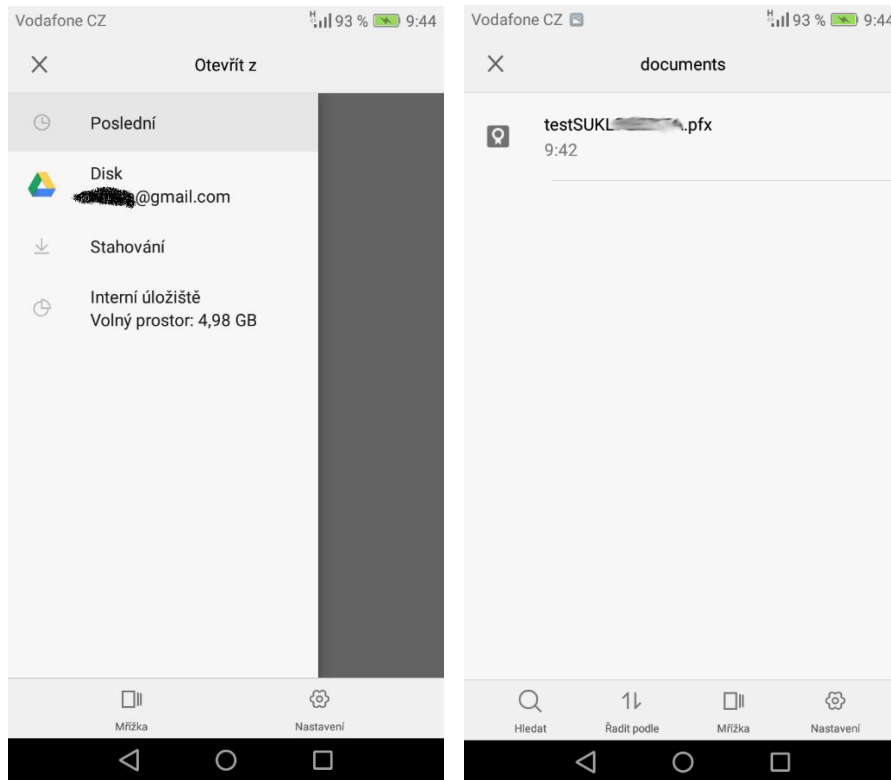 Vodafone CZ
H 93 % 9:44
Otevřít z
Poslední
Disk
@gmail.com
Stahování
Interní úložiště
Volný prostor: 4,98 GB
Mřížka
Nastavení
Vodafone CZ
H 93 % 9:44
documents
testSUKL .pfx
9:42
Hledat
Řadit podle
Mřížka
Nastavení